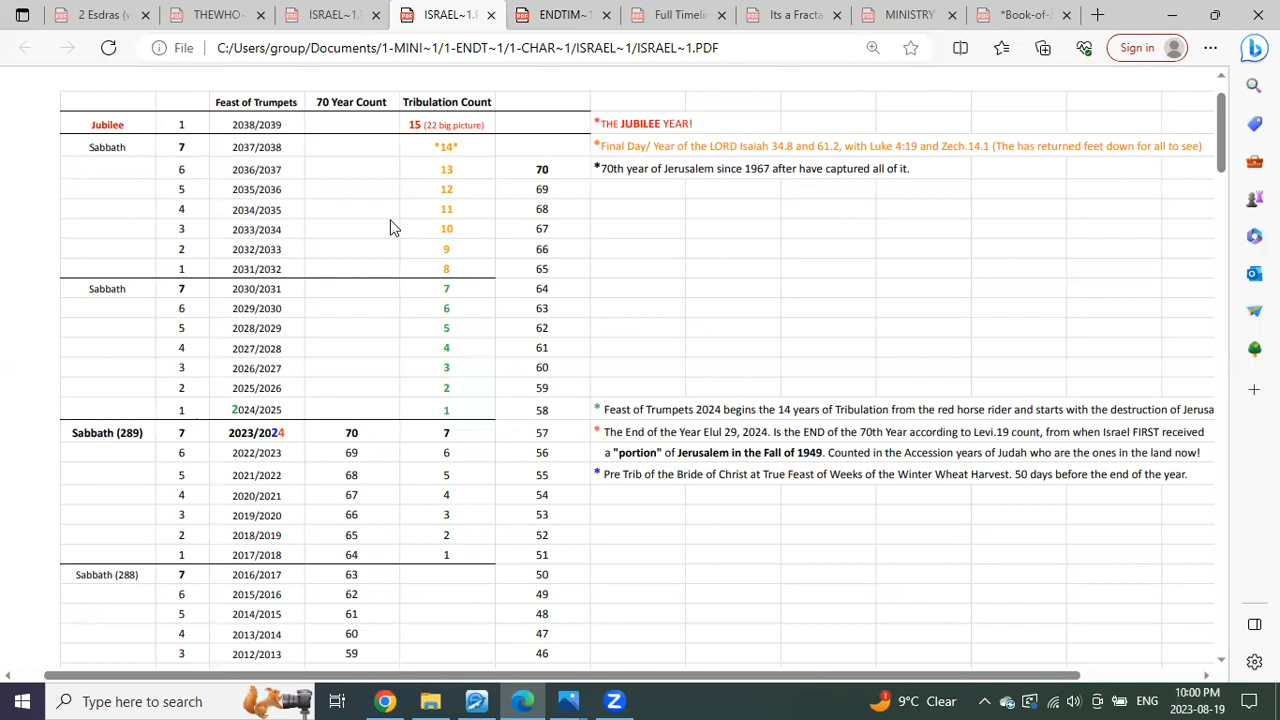 2 Esdras (v
THEWHO-
ISRAEL~1.
ISRAEL~1.P
ENDTIM~
Full Timeli
Its a Fracta
MINISTRY
*Book-of-
File C:/Users/group/Documents/1-MINI~1/1-ENDT~1/1-CHAR~1/ISRAEL~1/ISRAEL~1.PDF Sign in
Feast of Trumpets 70 Year Count Tribulation Count
Jubilee 1 2038/2039 15 (22 big picture) *THE JUBILEE YEAR!
Sabbath 7 2037/2038 *14* *Final Day/ Year of the LORD Isaiah 34.8 and 61.2, with Luke 4:19 and Zech.14.1 (The has returned feet down for all to see)
6 2036/2037 13 70 *70th year of Jerusalem since 1967 after have captured all of it.
5 2035/2036 12 69
4 2034/2035 11 68
3 2033/2034 10 67
2 2032/2033 9 66
1 2031/2032 8 65
Sabbath 7 2030/2031 7 64
6 2029/2030 6 63
5 2028/2029 5 62
4 2027/2028 4 61
3 2026/2027 3 60
2 2025/2026 2 59
1 2024/2025 1 58 * Feast of Trumpets 2024 begins the 14 years of Tribulation from the red horse rider and starts with the destruction of Jerusa
Sabbath (289) 7 2023/2024 70 7 57 * The End of the Year Elul 29, 2024. Is the END of the 70th Year according to Levi.19 count, from when Israel FIRST received
6 2022/2023 69 6 56 a "portion" of Jerusalem in the Fall of 1949. Counted in the Accession years of Judah who are the ones in the land now!
5 2021/2022 68 5 55 * Pre Trib of the Bride of Christ at True Feast of Weeks of the Winter Wheat Harvest. 50 days before the end of the year.
4 2020/2021 67 4 54
3 2019/2020 66 3 53
2 2018/2019 65 2 52
1 2017/2018 64 1 51
Sabbath (288) 7 2016/2017 63 50
6 2015/2016 62 49
5 2014/2015 61 48
4 2013/2014 60 47
3 2012/2013 59 46
Type here to search 1 9°C Clear ENG 10:00 PM
2023-08-19